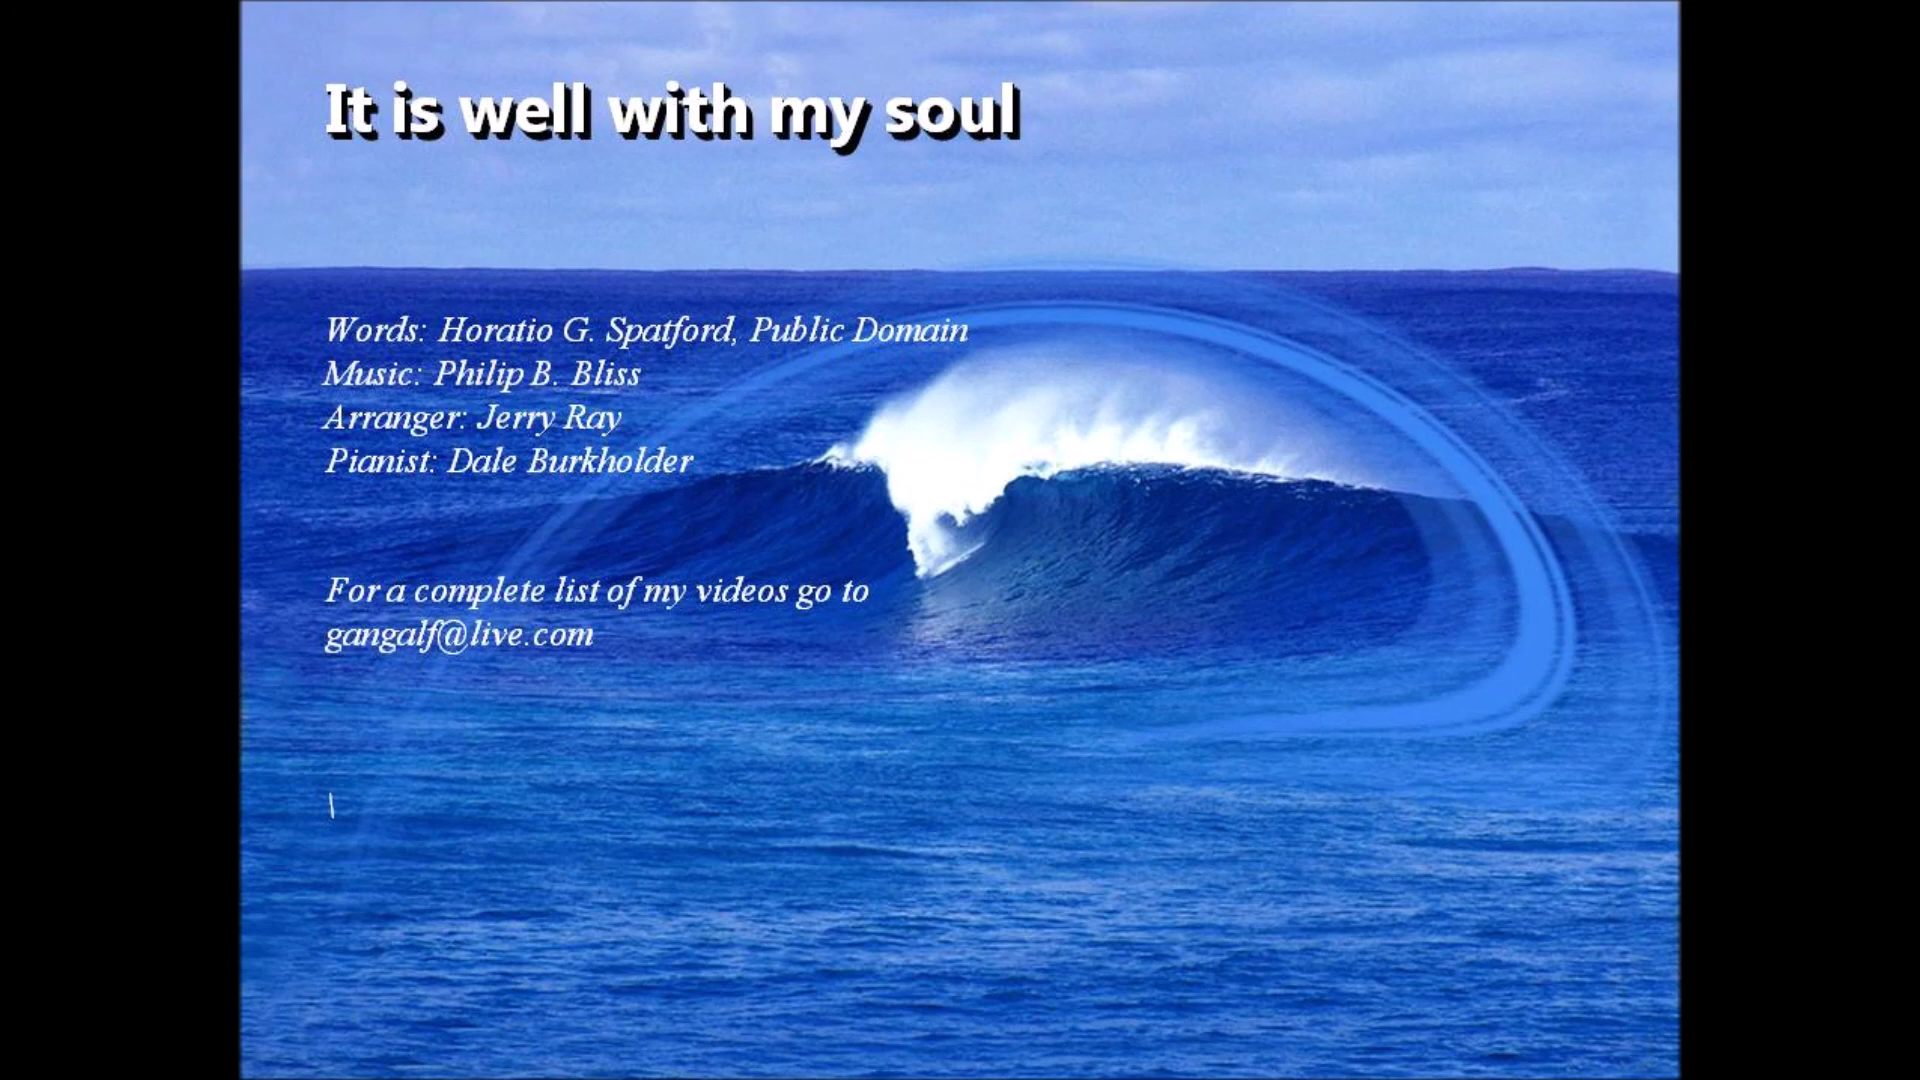 It is well with my soul
Words: Horatio G. Spatford, Public Domain
Music: Philip B. Bliss
Arranger: Jerry Ray
Pianist: Dale Burkholder
For a complete list of my videos go to
gangalf@live.com
\